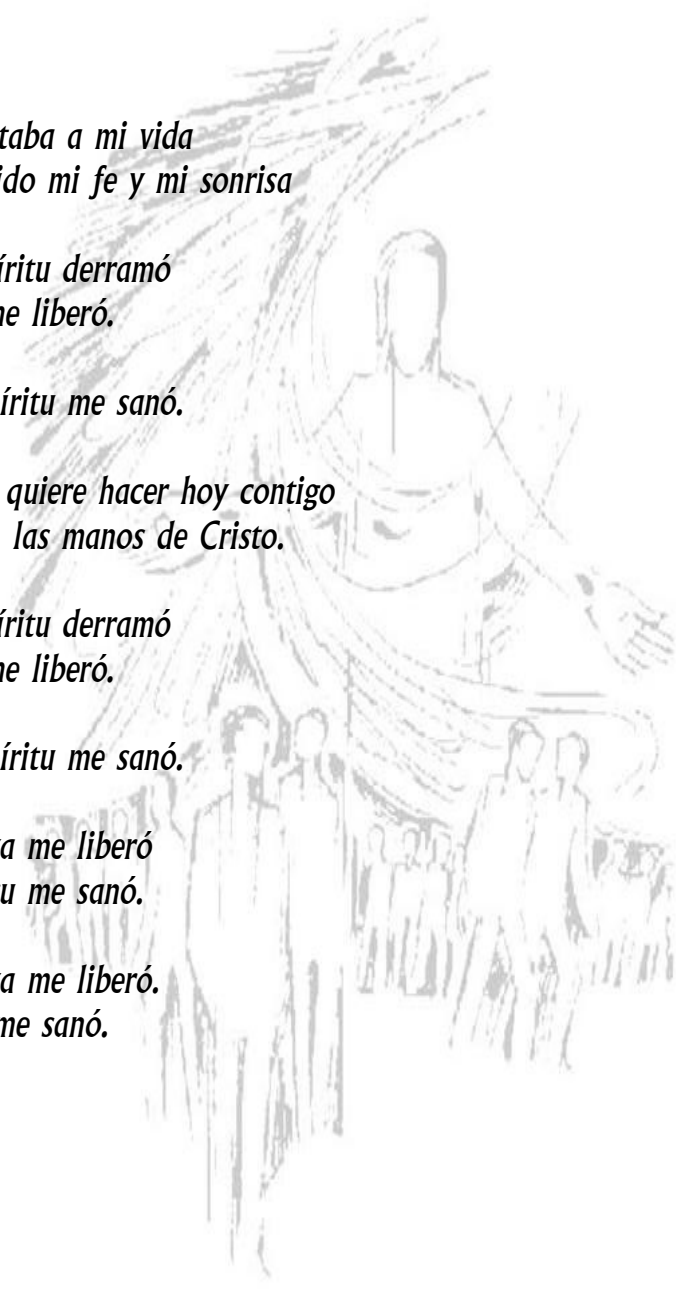 taba a mi vida
ido mi fe y mi sonrisa
íritu derramó
ne liberó.
íritu me sanó.
quiere hacer hoy contigo
las manos de Cristo.
íritu derramó
ne liberó.
íritu me sanó.
a me liberó
u me sanó.
a me liberó.
me sanó.